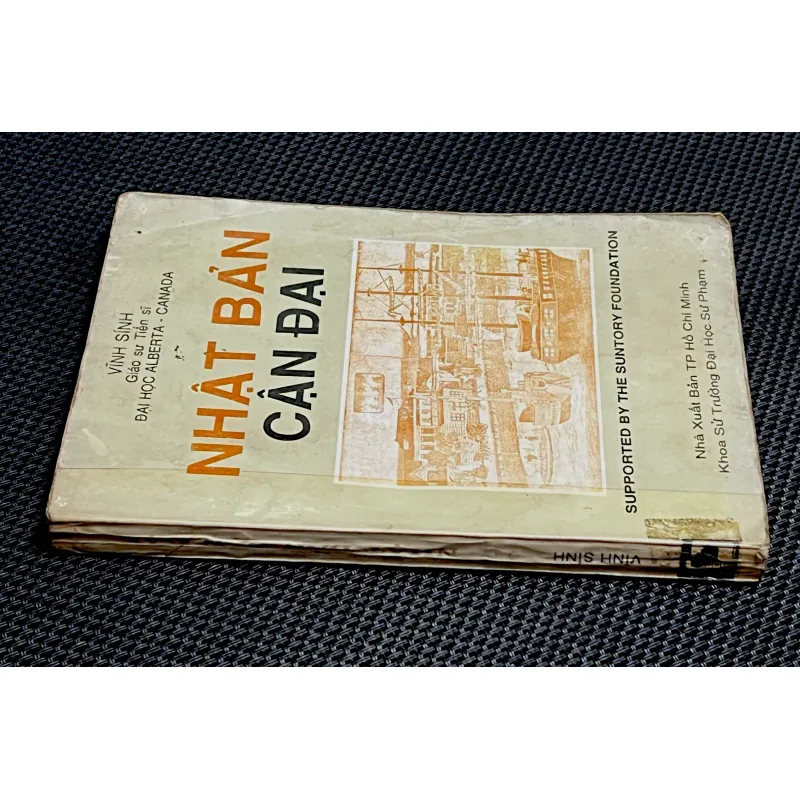 VĨNH SÍNH
Giáo sư Tiến sĩ
ĐẠI HỌC ALBERTA - CANADA
NHẬT BẢN
CẬN ĐẠI
SUPPORTED BY THE SUNTORY FOUNDATION
Nhà Xuất Bản TP Hồ Chí Minh
Khoa Sử Trường Đại Học Sư Phạm
VĨNH SÍNH